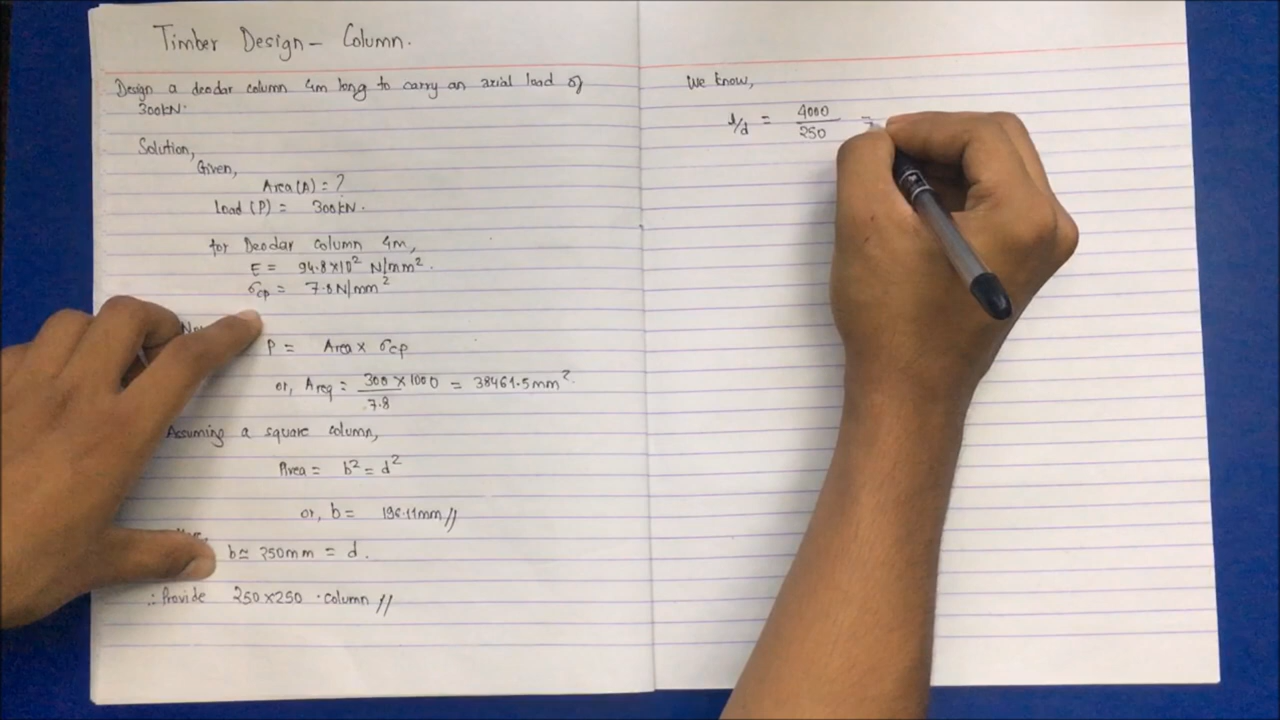 Timber Design - Column.
Design a deodar column 4m long to carry an axial load of
300kN.
Solution,
Given,
Area (A) = ?
Load (P) = 300kN.
for Deodar column 4m,
E = 94.8×10² N/mm².
σcp = 7.8 N/mm²
P = Area × σcp
or, Areq = 300 × 1000 / 7.8 = 38461.5mm².
Assuming a square column,
Area = b² = d²
or, b = 196.11mm//
b ≃ 250mm = d.
∴ Provide 250×250 column //
We know,
l/d = 4000 / 250 =